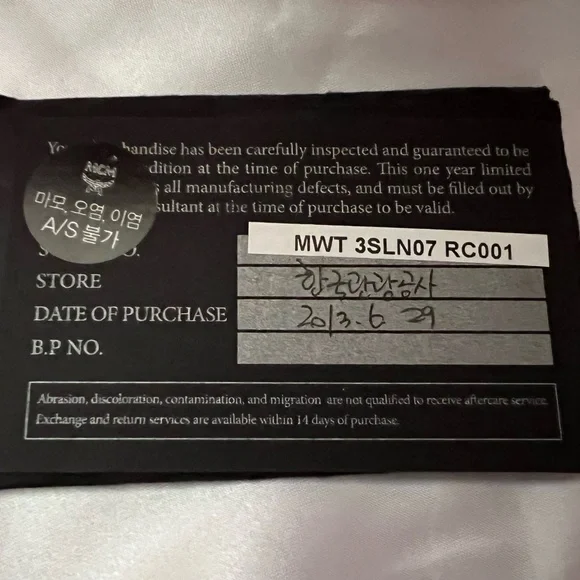 Yo handise has been carefully inspected and guaranteed to be
dition at the time of purchase. This one year limited
s all manufacturing defects, and must be filled out by
sultant at the time of purchase to be valid.
MCM
마모, 오염, 이염
A/S 불가
O.
MWT 3SLN07 RC001
STORE 한국관광공사
DATE OF PURCHASE 2013.6 29
B.P NO.
Abrasion, discoloration, contamination, and migration are not qualified to receive aftercare service.
Exchange and return services are available within 14 days of purchase.